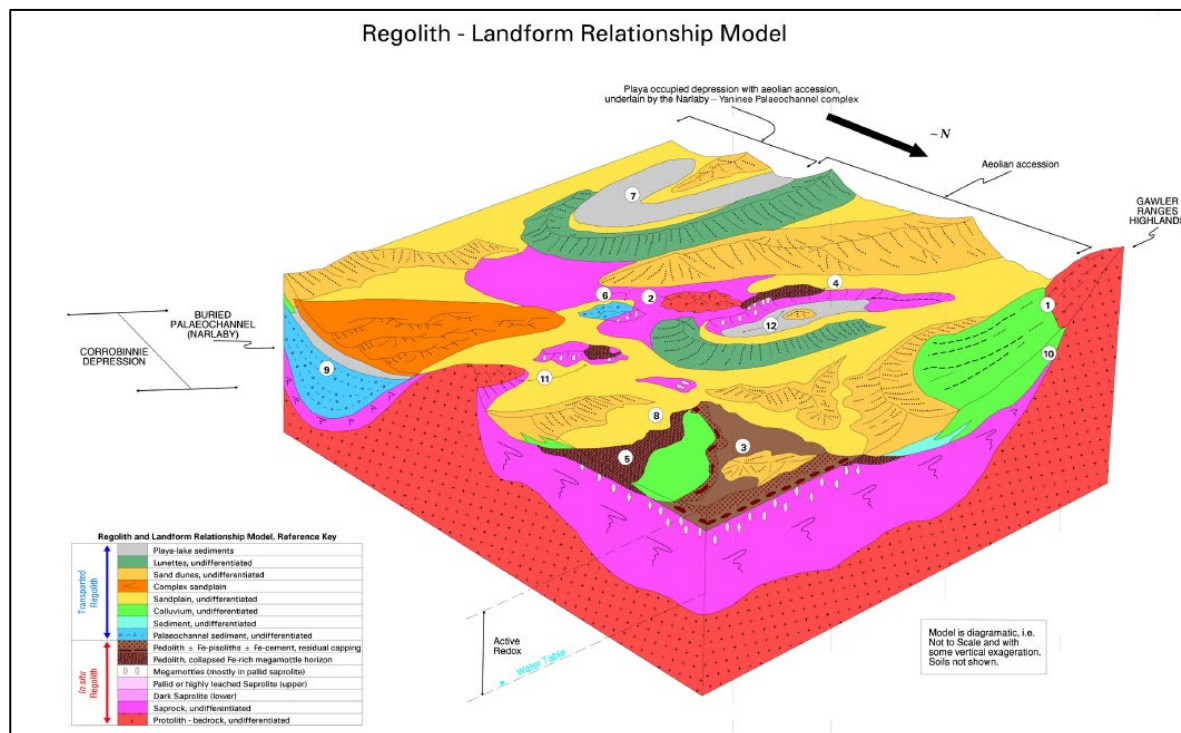 Regolith - Landform Relationship Model
Playa occupied depression with aeolian accession,
underlain by the Narlaby – Yaninee Palaeochannel complex
~N
Aeolian accession
GAWLER
RANGES
HIGHLANDS
7
6
2
4
1
12
BURIED
PALAEOCHANNEL
(NARLABY)
CORROBINNIE
DEPRESSION
9
10
11
8
5
3
Regolith and Landform Relationship Model, Reference Key
Transported
Regolith
Playa-lake sediments
Lunettes, undifferentiated
Sand dunes, undifferentiated
Complex sandplain
Sandplain, undifferentiated
Colluvium, undifferentiated
Sediment, undifferentiated
Palaeochannel sediment, undifferentiated
In situ
Regolith
Pedolith ± Fe-pisoliths ± Fe-cement, residual capping
Pedolith, collapsed Fe-rich megamottle horizon
Megamottles (mostly in pallid saprolite)
Pallid or highly leached Saprolite (upper)
Dark Saprolite (lower)
Saprock, undifferentiated
Protolith - bedrock, undifferentiated
Active
Redox
Water Table
Model is diagramatic, i.e.
Not to Scale and with
some vertical exageration.
Soils not shown.